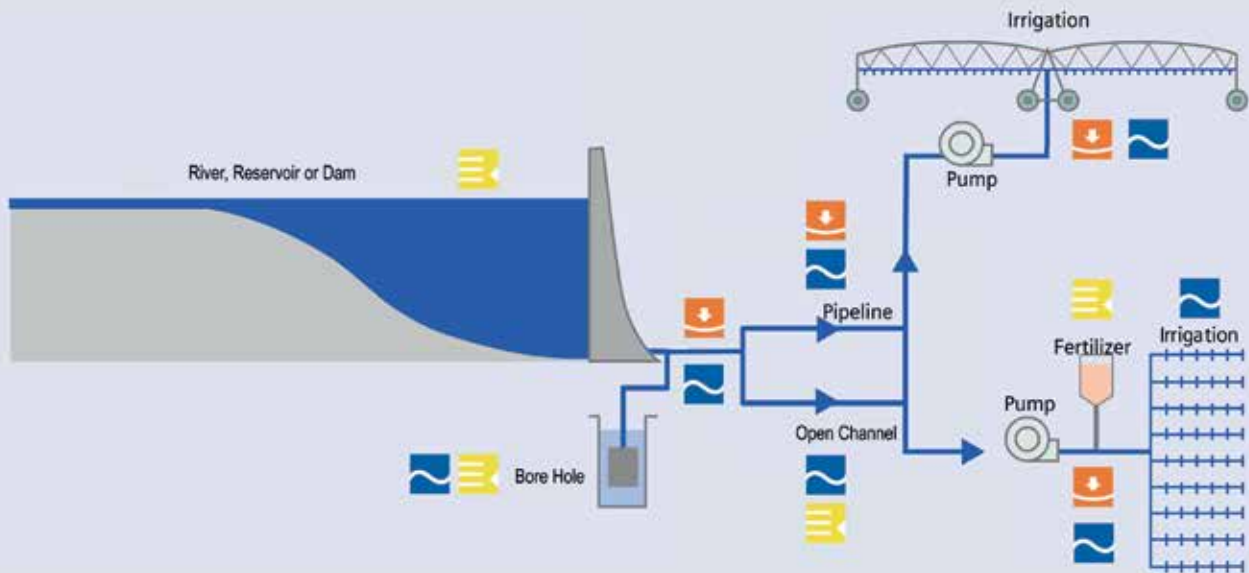 Irrigation
River, Reservoir or Dam
Pump
Pipeline
Irrigation
Fertilizer
Pump
Open Channel
Bore Hole